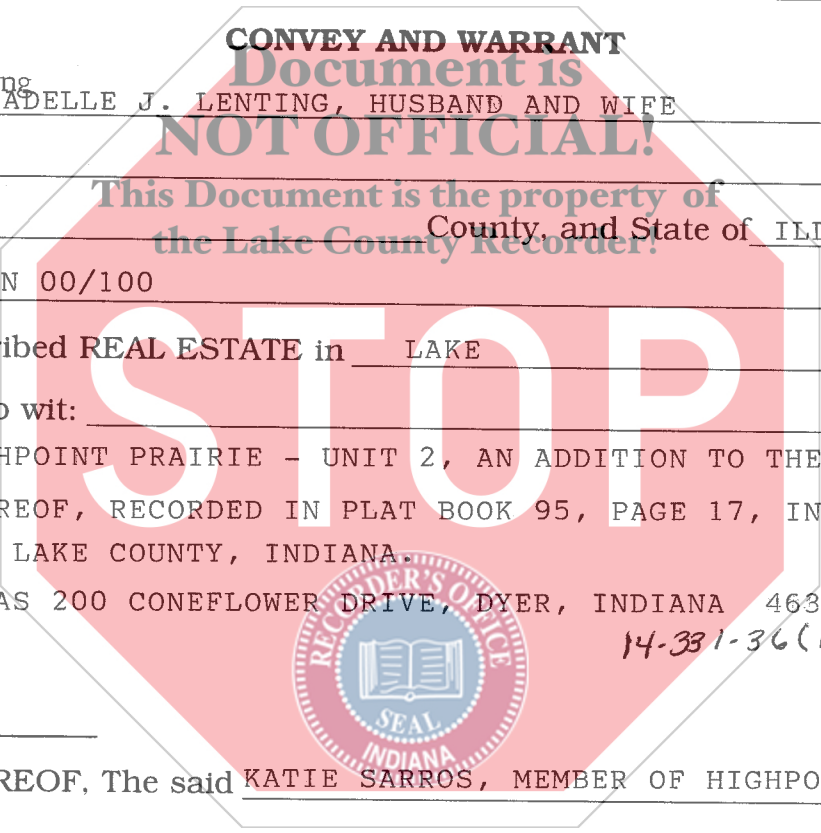 CONVEY AND WARRANT
Document is
ng
ADELLE J. LENTING, HUSBAND AND WIFE
NOT OFFICIAL!
This Document is the property of
County, and State of ILI
the Lake County Recorder!
N 00/100
STOP
ribed REAL ESTATE in LAKE
o wit:
HPOINT PRAIRIE - UNIT 2, AN ADDITION TO THE
REOF, RECORDED IN PLAT BOOK 95, PAGE 17, IN
LAKE COUNTY, INDIANA.
AS 200 CONEFLOWER DRIVE, DYER, INDIANA 463
14-331-36(
RECORDER'S OFFICE
SEAL
INDIANA
REOF, The said KATIE SARROS, MEMBER OF HIGHPO